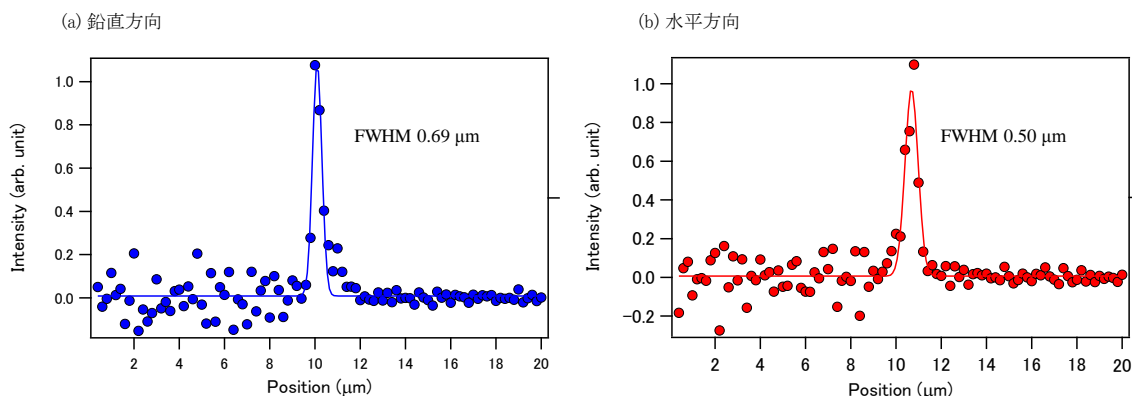 (a) 鉛直方向
1.0
0.8
0.6
0.4
0.2
0.0
Intensity (arb. unit)
FWHM 0.69 μm
2 4 6 8 10 12 14 16 18 20
Position (μm)
(b) 水平方向
1.0
0.8
0.6
0.4
0.2
0.0
-0.2
Intensity (arb. unit)
FWHM 0.50 μm
2 4 6 8 10 12 14 16 18 20
Position (μm)